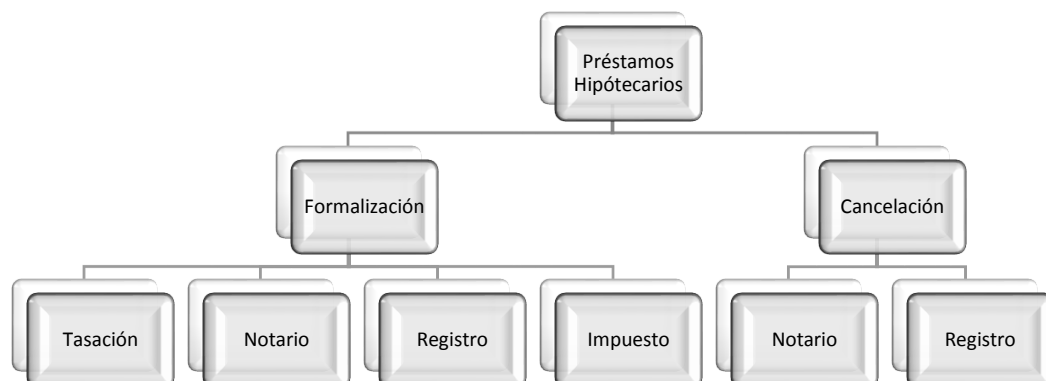 Préstamos
Hipótecarios
Formalización
Cancelación
Tasación
Notario
Registro
Impuesto
Notario
Registro